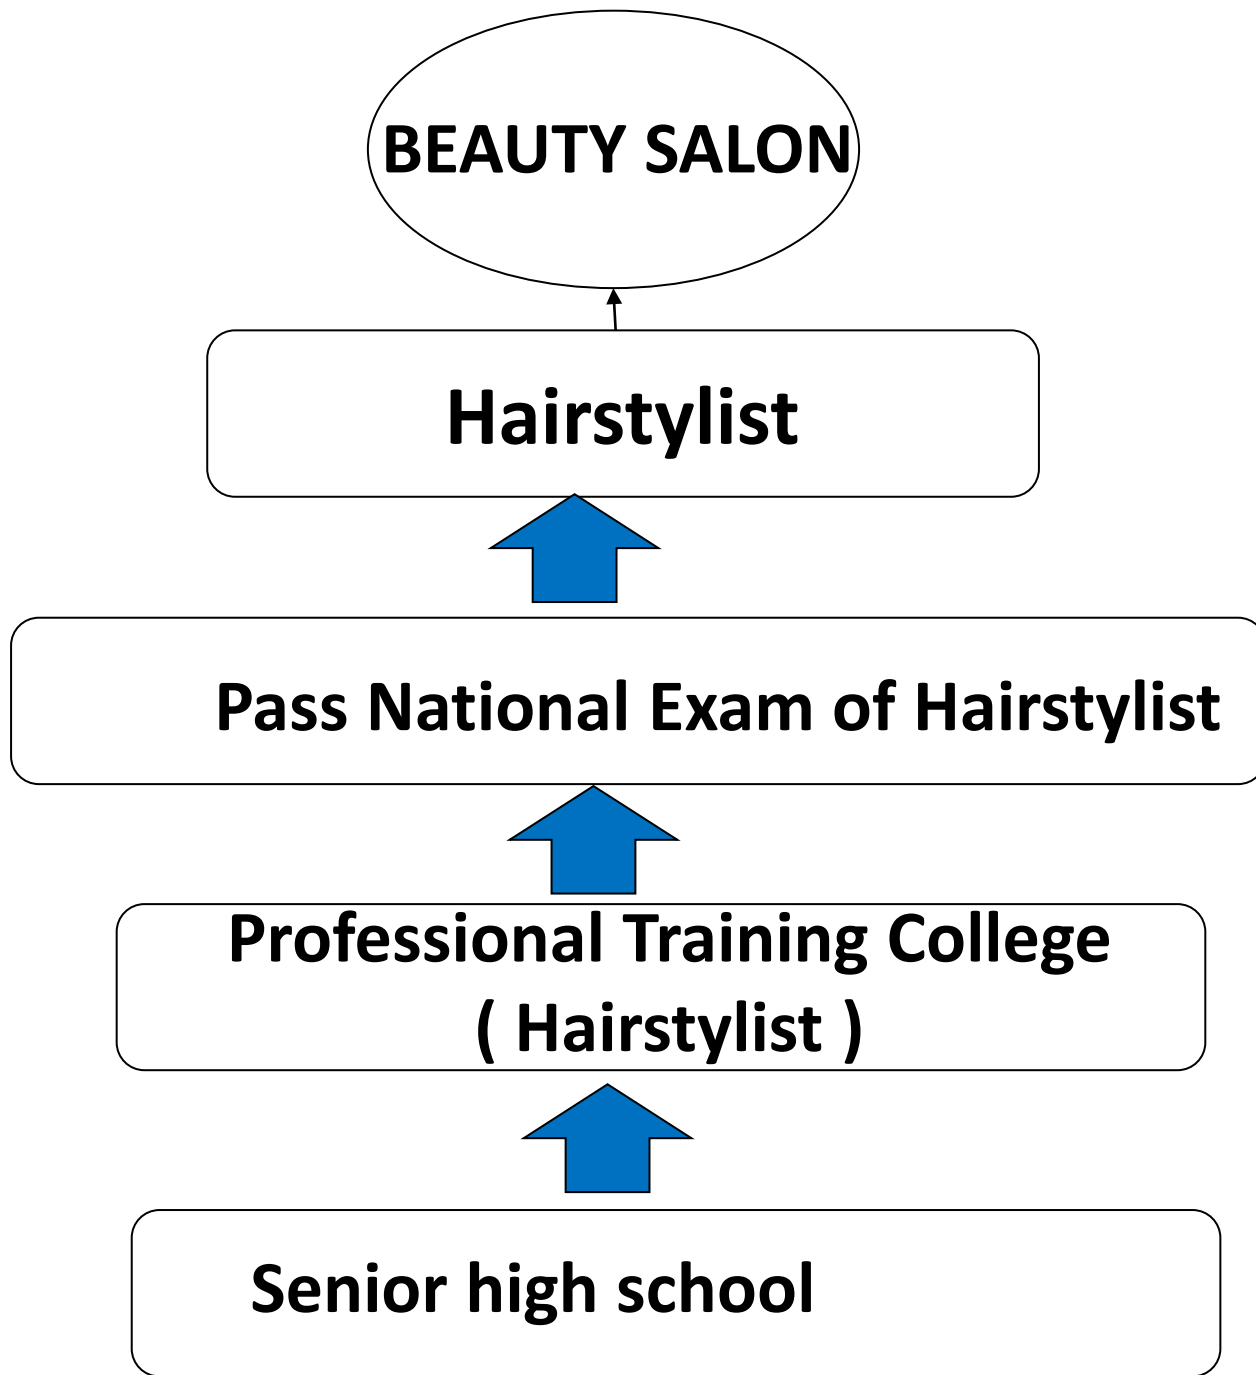 BEAUTY SALON
Hairstylist
Pass National Exam of Hairstylist
Professional Training College
( Hairstylist )
Senior high school